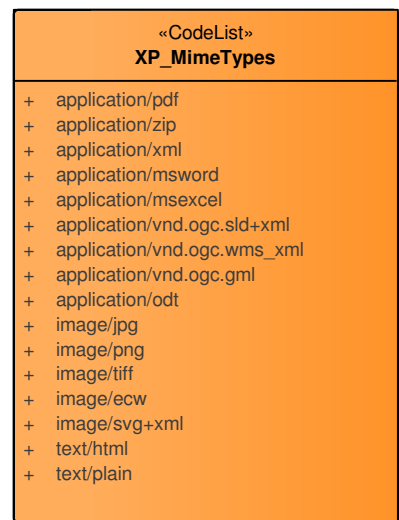 «CodeList»
XP_MimeTypes
+ application/pdf
+ application/zip
+ application/xml
+ application/msword
+ application/msexcel
+ application/vnd.ogc.sld+xml
+ application/vnd.ogc.wms_xml
+ application/vnd.ogc.gml
+ application/odt
+ image/jpg
+ image/png
+ image/tiff
+ image/ecw
+ image/svg+xml
+ text/html
+ text/plain